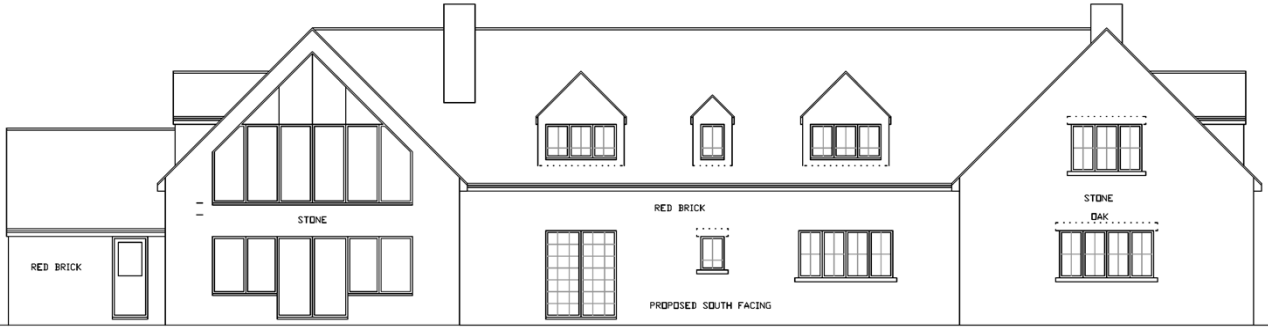 RED BRICK
STONE
RED BRICK
PROPOSED SOUTH FACING
STONE
OAK